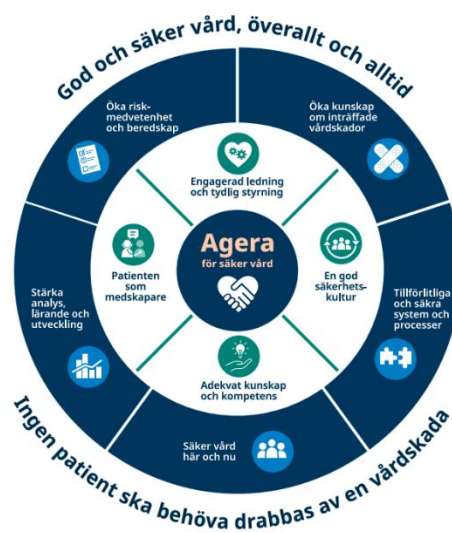 God och säker vård, överallt och alltid
Öka risk-
medvetenhet
och beredskap
Öka kunskap
om inträffade
vårdskador
Engagerad ledning
och tydlig styrning
Patienten
som
medskapare
Agera
för säker vård
En god
säkerhets-
kultur
Stärka
analys,
lärande och
utveckling
Tillförlitliga
och säkra
system och
processer
Adekvat kunskap
och kompetens
Säker vård
här och nu
Ingen patient ska behöva drabbas av en vårdskada